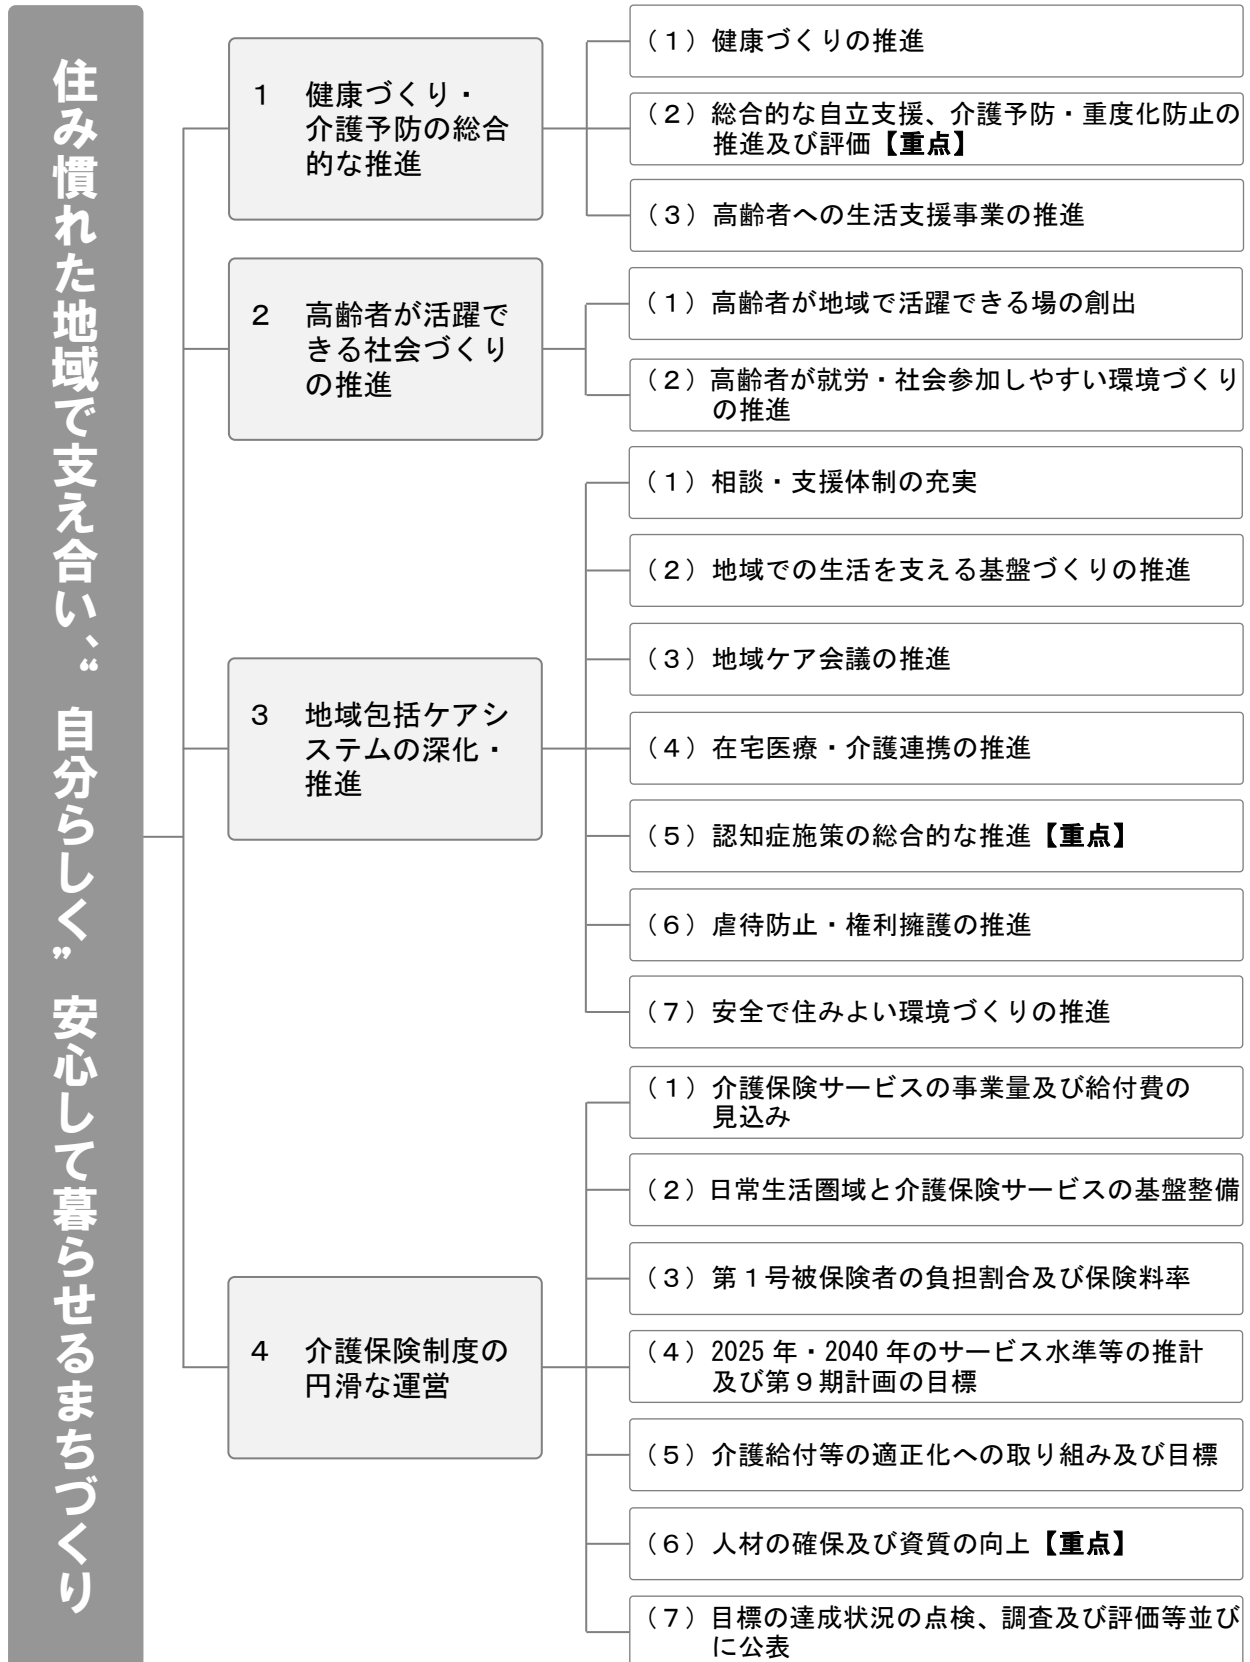 住み慣れた地域で支え合い、“自分らしく”安心して暮らせるまちづくり
1　健康づくり・
介護予防の総合
的な推進
（１）健康づくりの推進
（２）総合的な自立支援、介護予防・重度化防止の
推進及び評価【重点】
（３）高齢者への生活支援事業の推進
2　高齢者が活躍で
きる社会づくり
の推進
（１）高齢者が地域で活躍できる場の創出
（２）高齢者が就労・社会参加しやすい環境づくり
の推進
3　地域包括ケアシ
ステムの深化・
推進
（１）相談・支援体制の充実
（２）地域での生活を支える基盤づくりの推進
（３）地域ケア会議の推進
（４）在宅医療・介護連携の推進
（５）認知症施策の総合的な推進【重点】
（６）虐待防止・権利擁護の推進
（７）安全で住みよい環境づくりの推進
4　介護保険制度の
円滑な運営
（１）介護保険サービスの事業量及び給付費の
見込み
（２）日常生活圏域と介護保険サービスの基盤整備
（３）第１号被保険者の負担割合及び保険料率
（４）2025 年・2040 年のサービス水準等の推計
及び第９期計画の目標
（５）介護給付等の適正化への取り組み及び目標
（６）人材の確保及び資質の向上【重点】
（７）目標の達成状況の点検、調査及び評価等並び
に公表